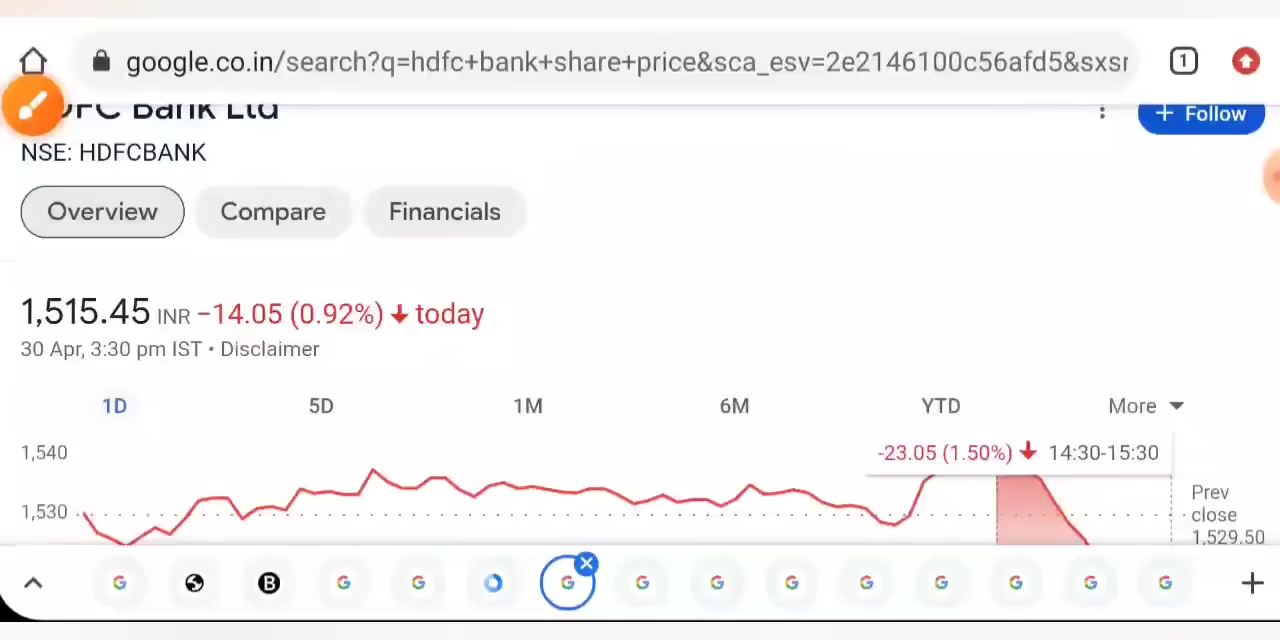 google.co.in/search?q=hdfc+bank+share+price&sca_esv=2e2146100c56afd5&sxsr
1
HDFC Bank Ltd
+ Follow
NSE: HDFCBANK
Overview Compare Financials
1,515.45 INR −14.05 (0.92%) ↓ today
30 Apr, 3:30 pm IST • Disclaimer
1D 5D 1M 6M YTD More
1,540
-23.05 (1.50%) ↓ 14:30-15:30
1,530
Prev
close
1,529.50